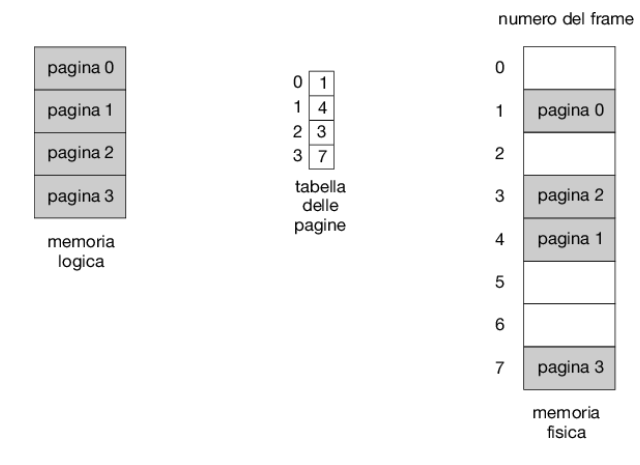 numero del frame
pagina 0
pagina 1
pagina 2
pagina 3
memoria
logica
0 1
1 4
2 3
3 7
tabella
delle
pagine
0
1 pagina 0
2
3 pagina 2
4 pagina 1
5
6
7 pagina 3
memoria
fisica